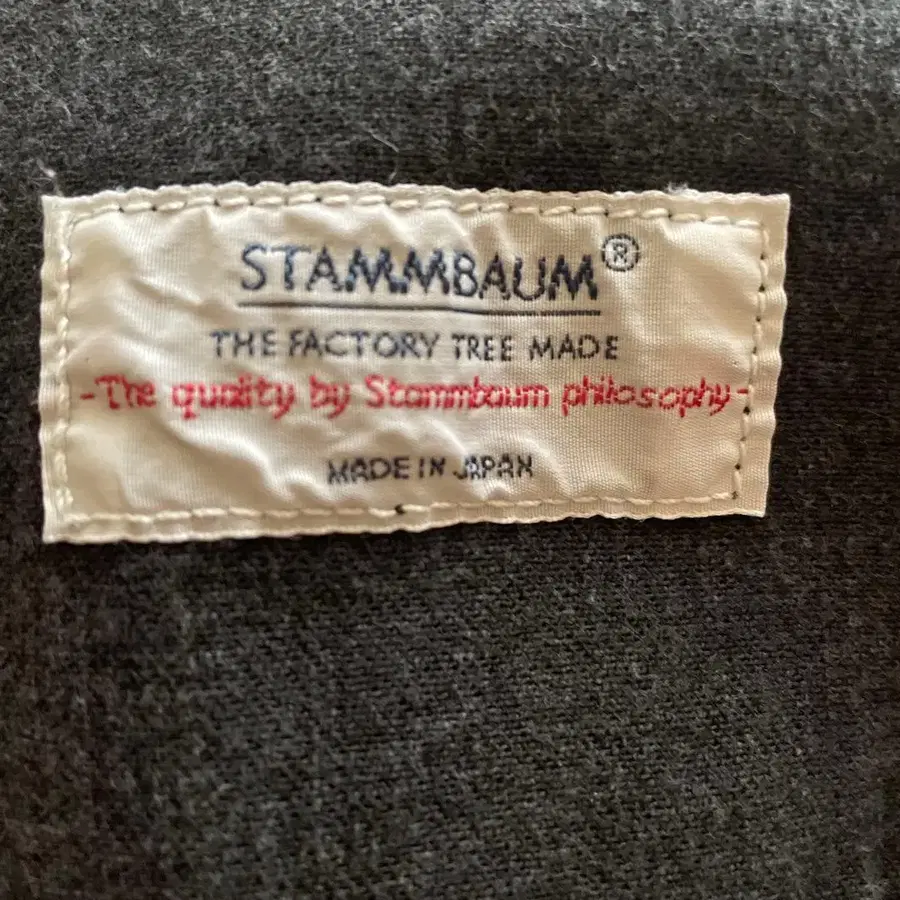 STAMMBAUM®
THE FACTORY TREE MADE
-The quality by Stammbaum philosophy-
MADE IN JAPAN